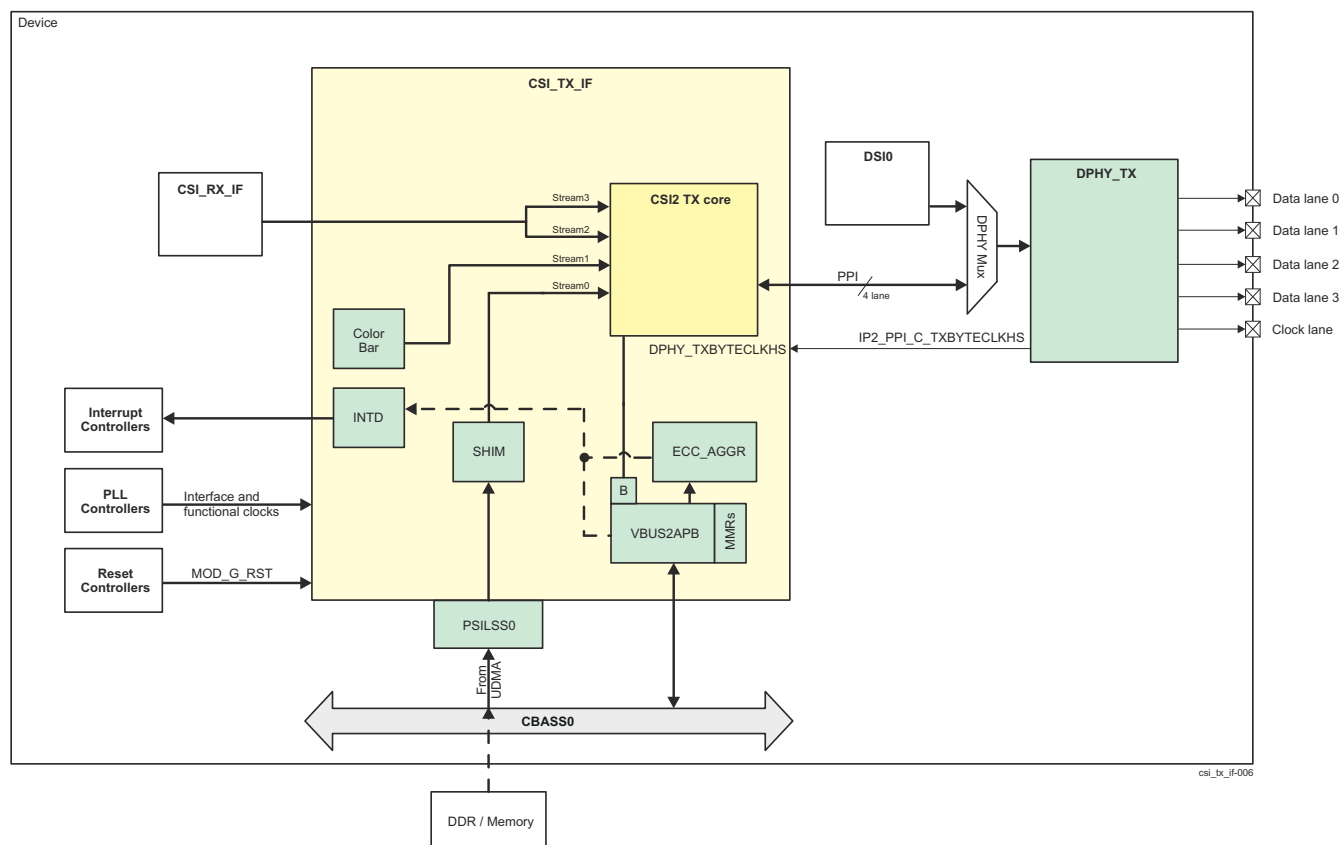 Device
CSI_TX_IF
CSI_RX_IF
Stream3
Stream2
Stream1
Stream0
CSI2 TX core
DSI0
DPHY Mux
DPHY_TX
Data lane 0
Data lane 1
Data lane 2
Data lane 3
Clock lane
PPI
4 lane
IP2_PPI_C_TXBYTECLKHS
DPHY_TXBYTECLKHS
Color
Bar
Interrupt
Controllers
INTD
SHIM
ECC_AGGR
B
VBUS2APB
MMRs
PLL
Controllers
Interface and
functional clocks
Reset
Controllers
MOD_G_RST
PSILSS0
From
UDMA
CBASS0
csi_tx_if-006
DDR / Memory